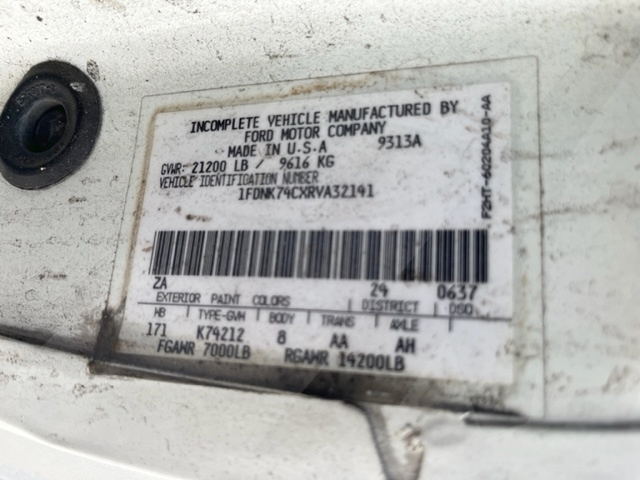 INCOMPLETE VEHICLE MANUFACTURED BY
FORD MOTOR COMPANY
MADE IN U.S.A 9313A
GVWR: 21200 LB / 9616 KG
VEHICLE IDENTIFICATION NUMBER
1FDNK74CXRVA32141
ZA 24 0637
EXTERIOR PAINT COLORS DISTRICT DSO
WB TYPE-GVW BODY TRANS AXLE
171 K74212 8 AA AH
FGAWR 7000LB RGAWR 14200LB
F2HT-60204A10-AA